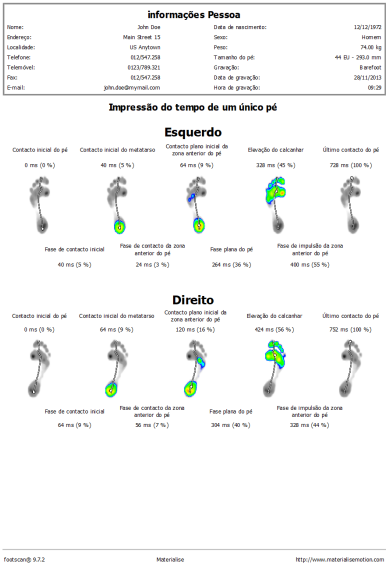 informações Pessoa
Nome: John Doe Data de nascimento: 12/12/1972
Endereço: Main Street 15 Sexo: Homem
Localidade: US Anytown Peso: 74.00 kg
Telefone: 012/547.258 Tamanho do pé: 44 EU - 293.0 mm
Telemóvel: 0123/789.321 Gravação: Barefoot
Fax: 012/547.258 Data de gravação: 28/11/2013
E-mail: john.doe@mymail.com Hora de gravação: 09:29
Impressão do tempo de um único pé
Esquerdo
Contacto inicial do pé Contacto inicial do metatarso Contacto plano inicial da zona anterior do pé Elevação do calcanhar Último contacto do pé
0 ms (0 %) 40 ms (5 %) 64 ms (9 %) 328 ms (45 %) 728 ms (100 %)
Fase de contacto inicial Fase de contacto da zona anterior do pé Fase plana do pé Fase de impulsão da zona anterior do pé
40 ms (5 %) 24 ms (3 %) 264 ms (36 %) 400 ms (55 %)
Direito
Contacto inicial do pé Contacto inicial do metatarso Contacto plano inicial da zona anterior do pé Elevação do calcanhar Último contacto do pé
0 ms (0 %) 64 ms (9 %) 120 ms (16 %) 424 ms (56 %) 752 ms (100 %)
Fase de contacto inicial Fase de contacto da zona anterior do pé Fase plana do pé Fase de impulsão da zona anterior do pé
64 ms (9 %) 56 ms (7 %) 304 ms (40 %) 328 ms (44 %)
footscan® 9.7.2 Materialise http://www.materialisemotion.com